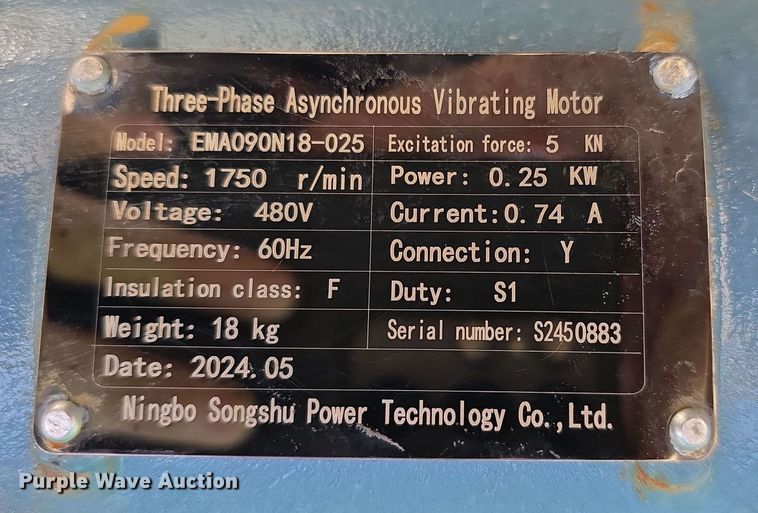 Three-Phase Asynchronous Vibrating Motor
Model: EMA090N18-025 Excitation force: 5 KN
Speed: 1750 r/min Power: 0.25 KW
Voltage: 480V Current: 0.74 A
Frequency: 60Hz Connection: Y
Insulation class: F Duty: S1
Weight: 18 kg Serial number: S2450883
Date: 2024.05
Ningbo Songshu Power Technology Co.,Ltd.
Purple Wave Auction